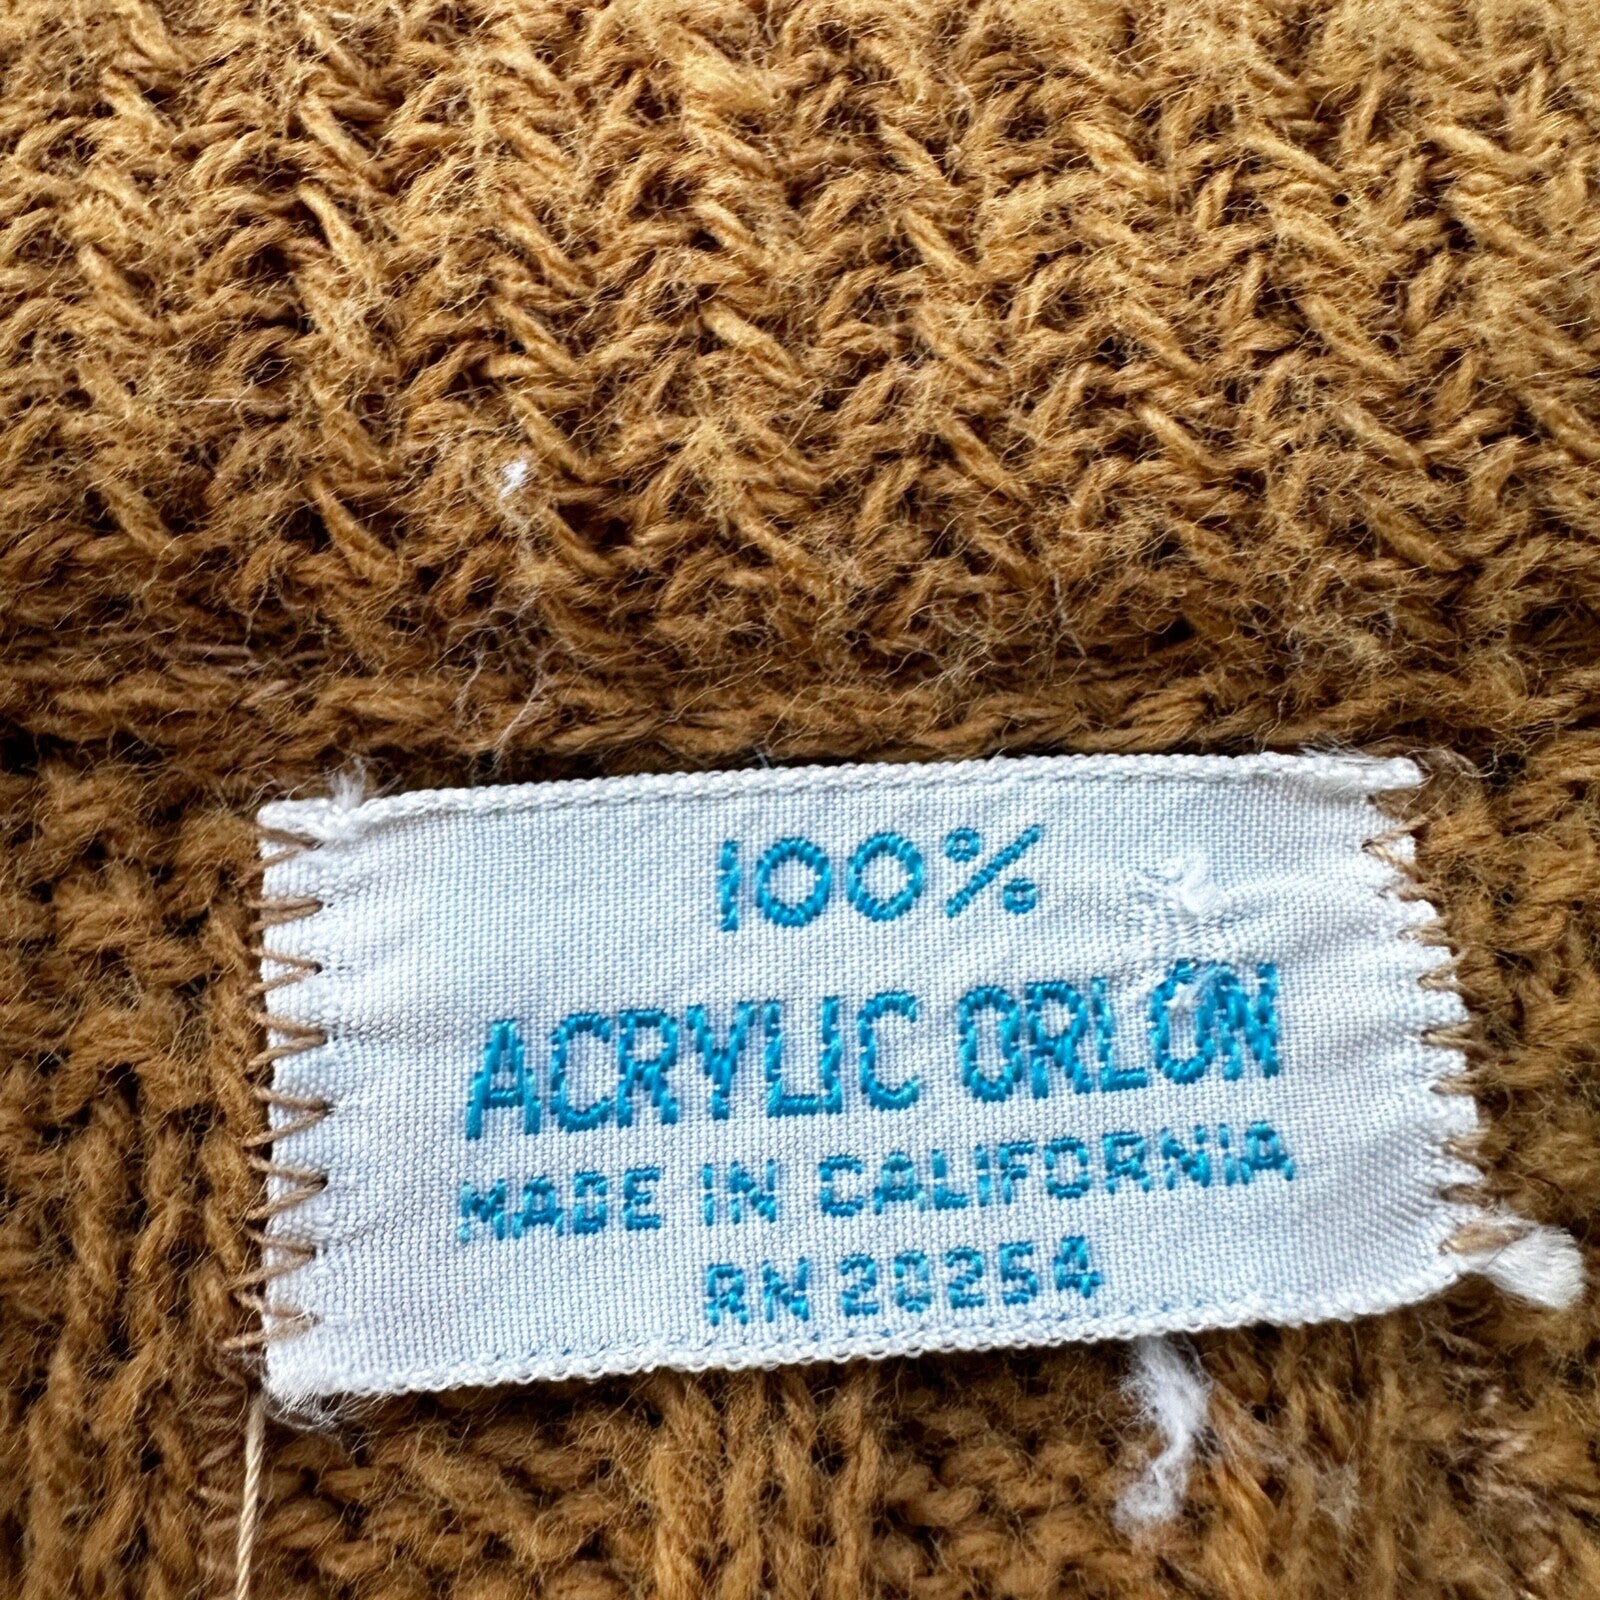 100%
ACRYLIC ORLON
MADE IN CALIFORNIA
RN 20254